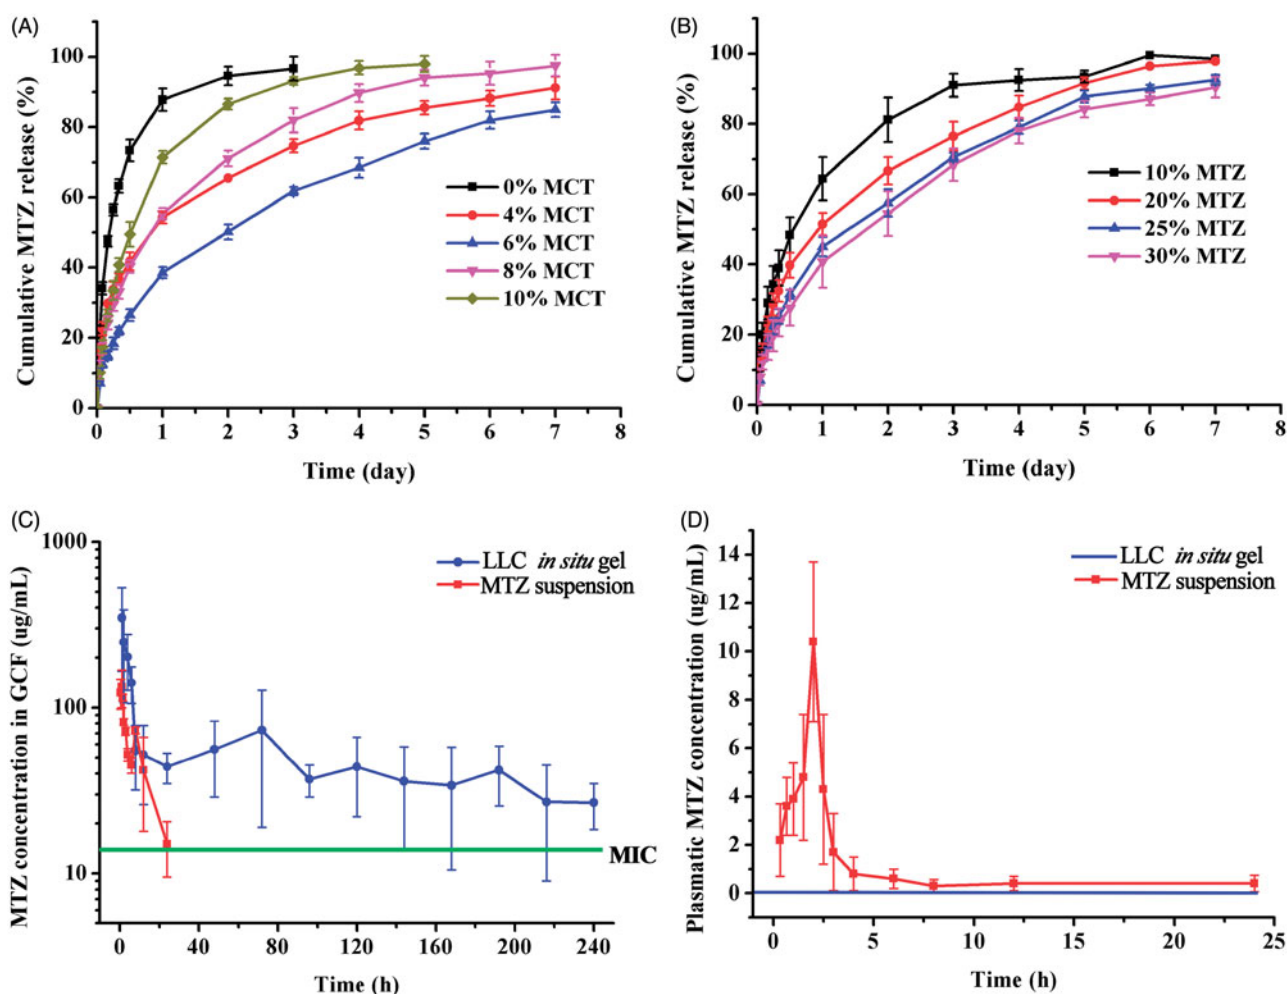 (A)
Cumulative MTZ release (%)
100
80
60
40
20
0
0% MCT
4% MCT
6% MCT
8% MCT
10% MCT
0 1 2 3 4 5 6 7 8
Time (day)
(B)
Cumulative MTZ release (%)
100
80
60
40
20
0
10% MTZ
20% MTZ
25% MTZ
30% MTZ
0 1 2 3 4 5 6 7 8
Time (day)
(C)
MTZ concentration in GCF (ug/mL)
1000
100
10
LLC in situ gel
MTZ suspension
MIC
0 40 80 120 160 200 240
Time (h)
(D)
Plasmatic MTZ concentration (ug/mL)
14
12
10
8
6
4
2
0
LLC in situ gel
MTZ suspension
0 5 10 15 20 25
Time (h)